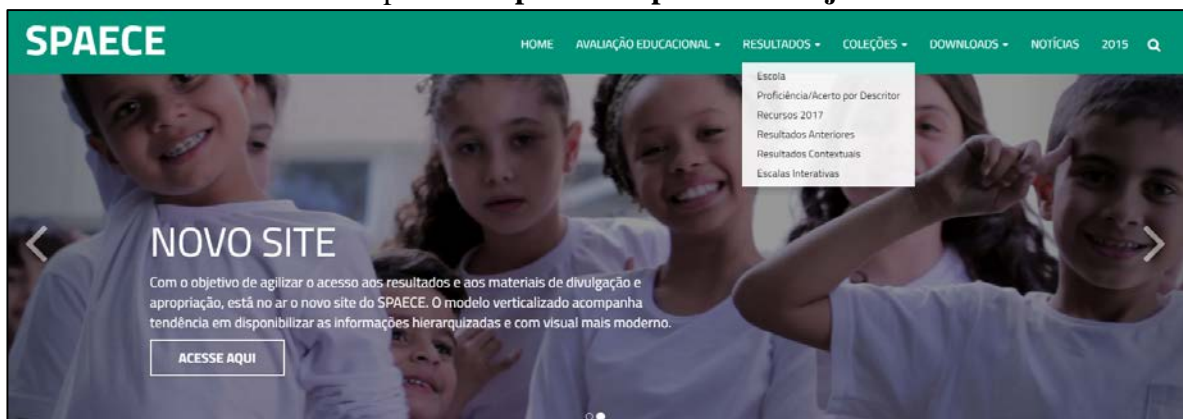 SPAECE
HOME AVALIAÇÃO EDUCACIONAL RESULTADOS COLEÇÕES DOWNLOADS NOTÍCIAS 2015
Escola
Proficiência/Acerto por Descritor
Recursos 2017
Resultados Anteriores
Resultados Contextuais
Escalas Interativas
NOVO SITE
Com o objetivo de agilizar o acesso aos resultados e aos materiais de divulgação e
apropriação, está no ar o novo site do SPAECE. O modelo verticalizado acompanha
tendência em disponibilizar as informações hierarquizadas e com visual mais moderno.
ACESSE AQUI